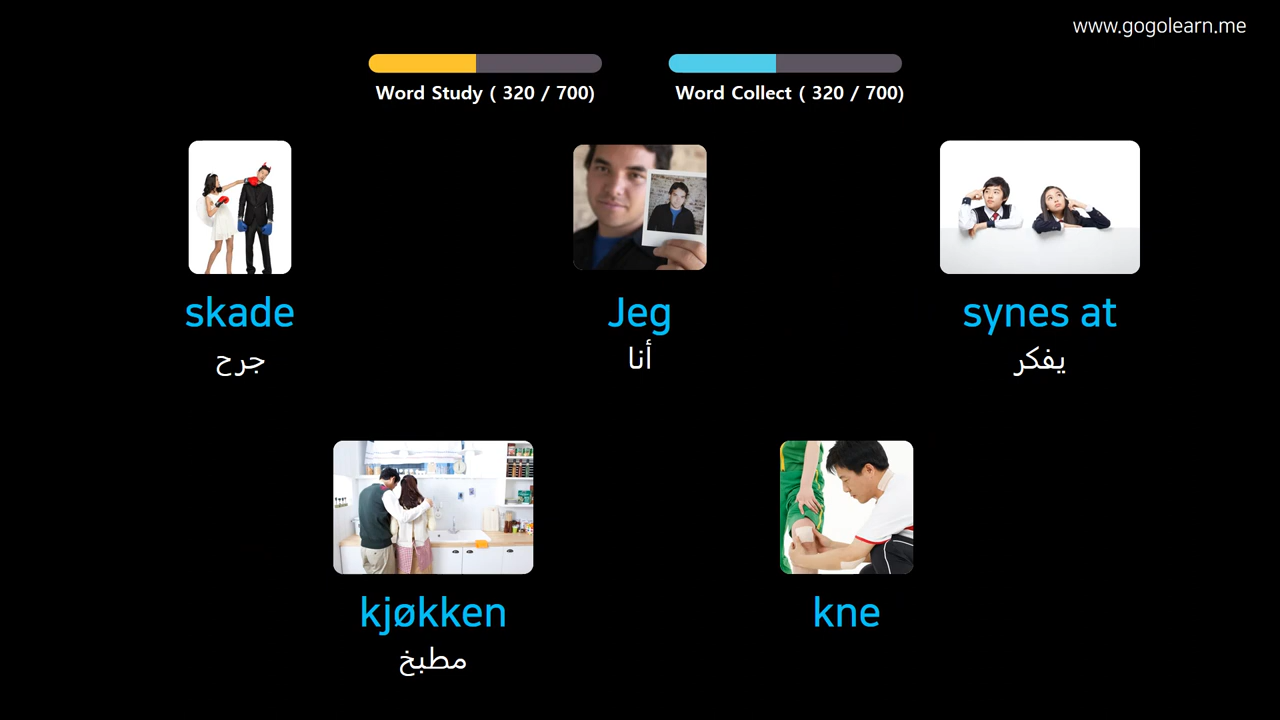 www.gogolearn.me
Word Study ( 320 / 700)
Word Collect ( 320 / 700)
skade
جرح
Jeg
أنا
synes at
يفكر
kjøkken
مطبخ
kne